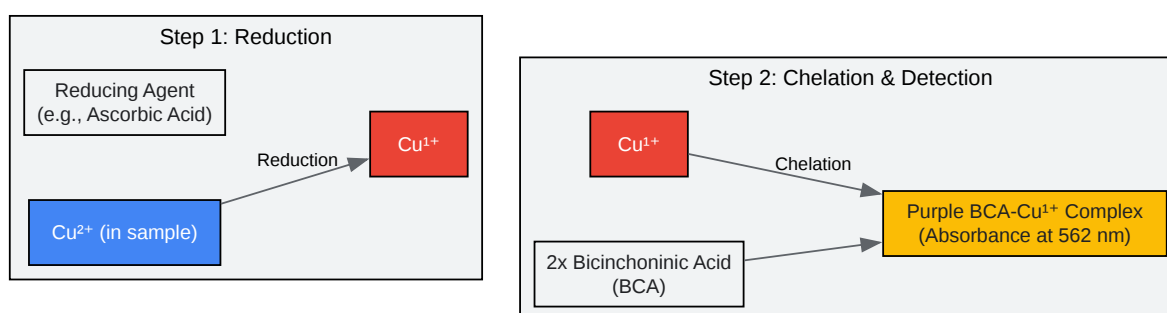 Step 1: Reduction
Reducing Agent
(e.g., Ascorbic Acid)
Cu¹⁺
Reduction
Cu²⁺ (in sample)
Step 2: Chelation & Detection
Cu¹⁺
Chelation
Purple BCA-Cu¹⁺ Complex
(Absorbance at 562 nm)
2x Bicinchoninic Acid
(BCA)